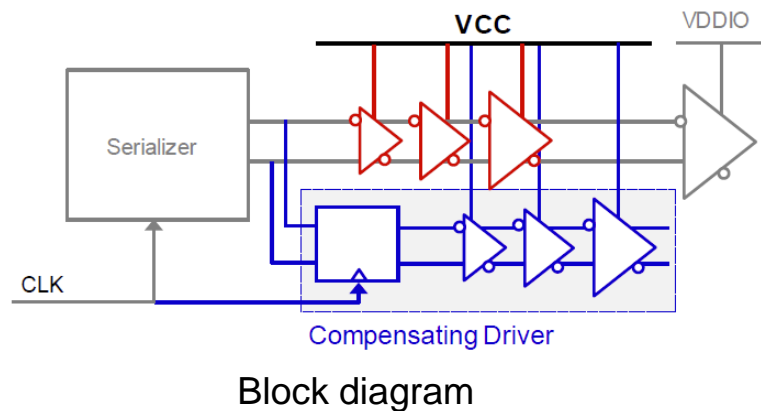 VCC
VDDIO
Serializer
CLK
Compensating Driver
Block diagram